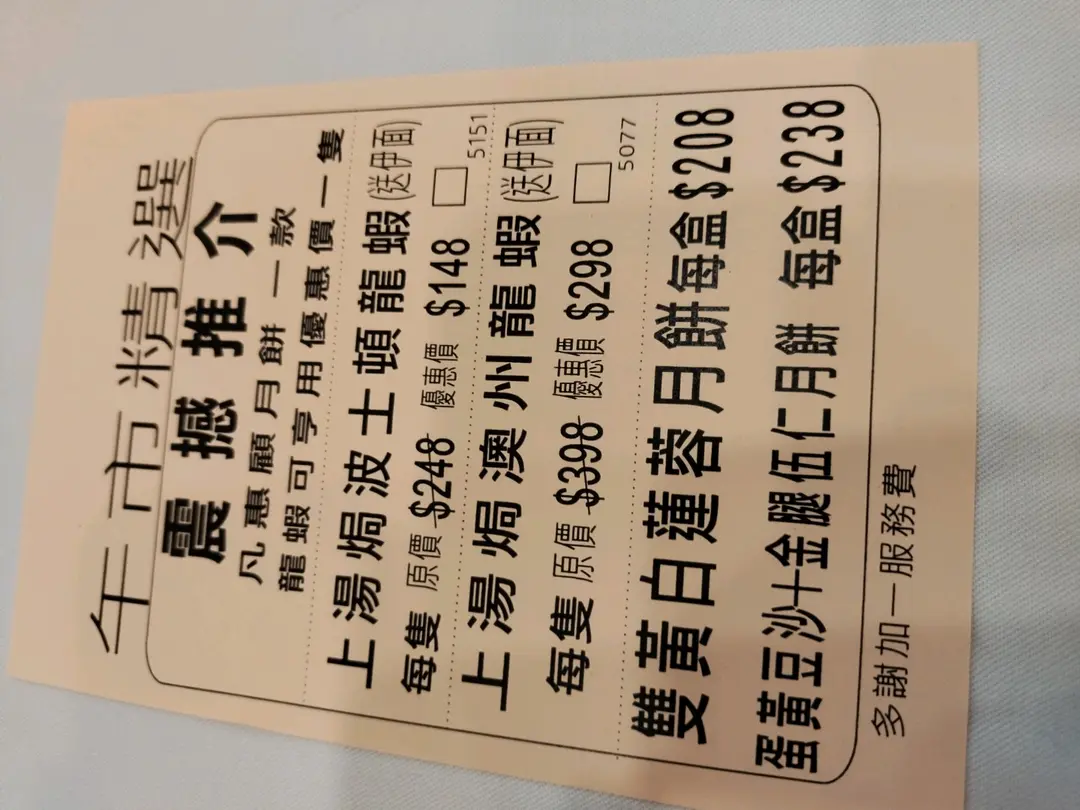 午市精選
震撼推介
凡惠顧月餅一款
龍蝦可享用優惠價一隻
上湯焗波士頓龍蝦(送伊面)
每隻 原價 $248 優惠價 $148 □ 5151
上湯焗澳州龍蝦(送伊面)
每隻 原價 $398 優惠價 $298 □ 5077
雙黃白蓮蓉月餅每盒$208
蛋黃豆沙十金腿伍仁月餅 每盒$238
多謝加一服務費